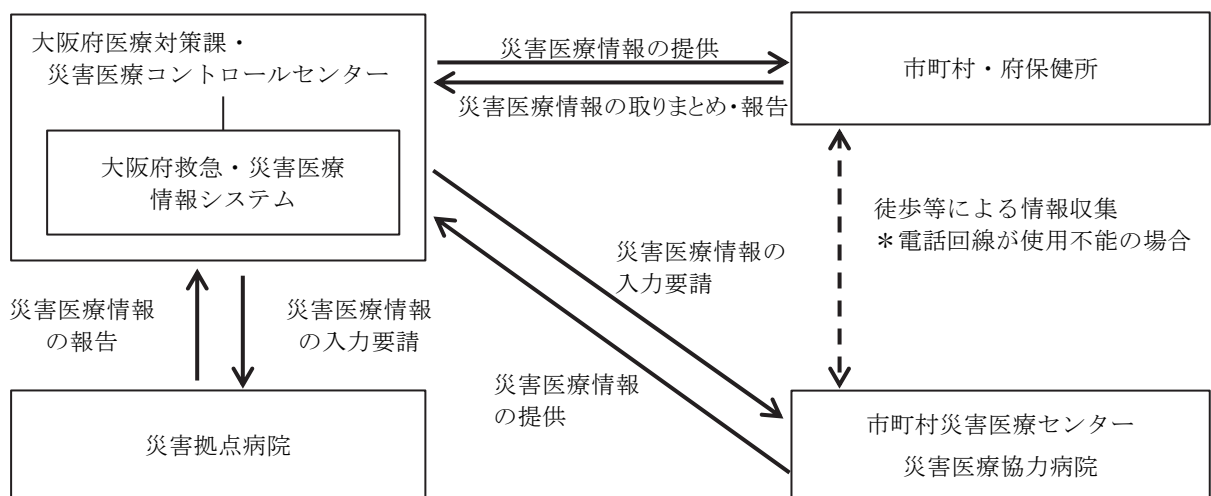 大阪府医療対策課・
災害医療コントロールセンター
大阪府救急・災害医療
情報システム
災害医療情報の提供
災害医療情報の取りまとめ・報告
市町村・府保健所
徒歩等による情報収集
＊電話回線が使用不能の場合
災害医療情報の
入力要請
災害医療情報
の報告
災害医療情報
の入力要請
災害医療情報
の提供
災害拠点病院
市町村災害医療センター
災害医療協力病院